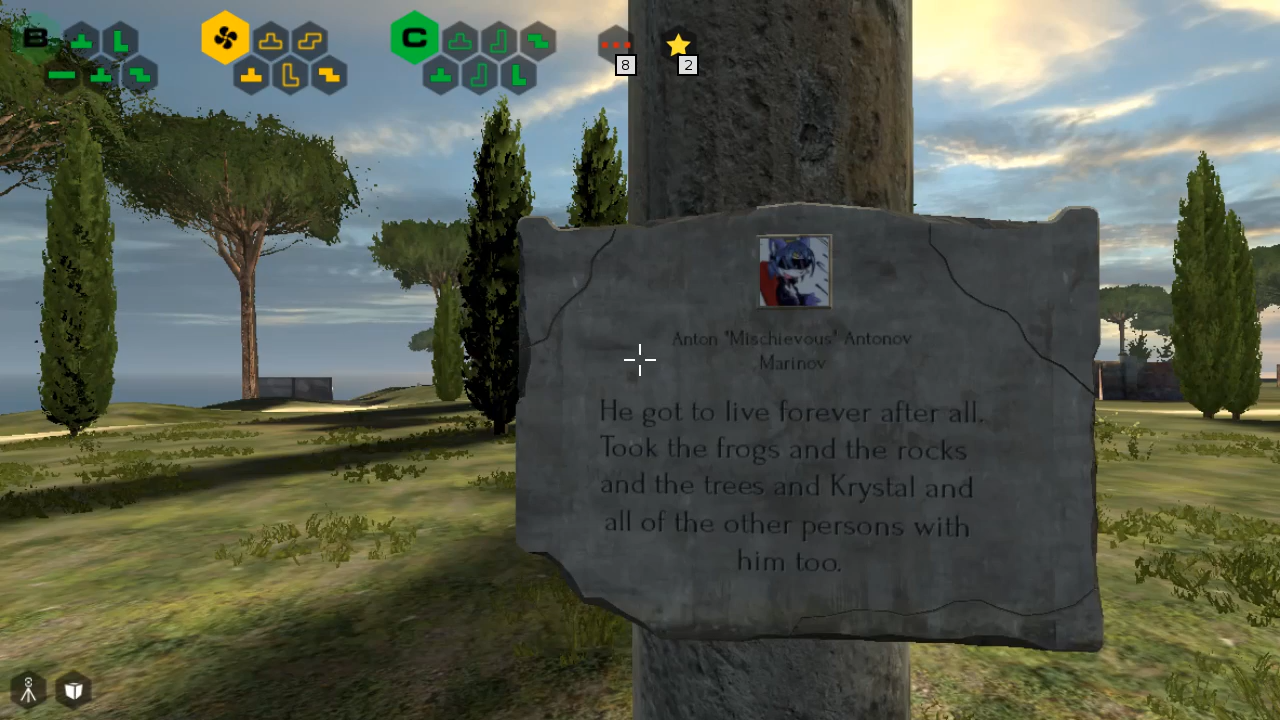 B
C
8
2
Anton "Mischievous" Antonov
Marinov
He got to live forever after all.
Took the frogs and the rocks
and the trees and Krystal and
all of the other persons with
him too.